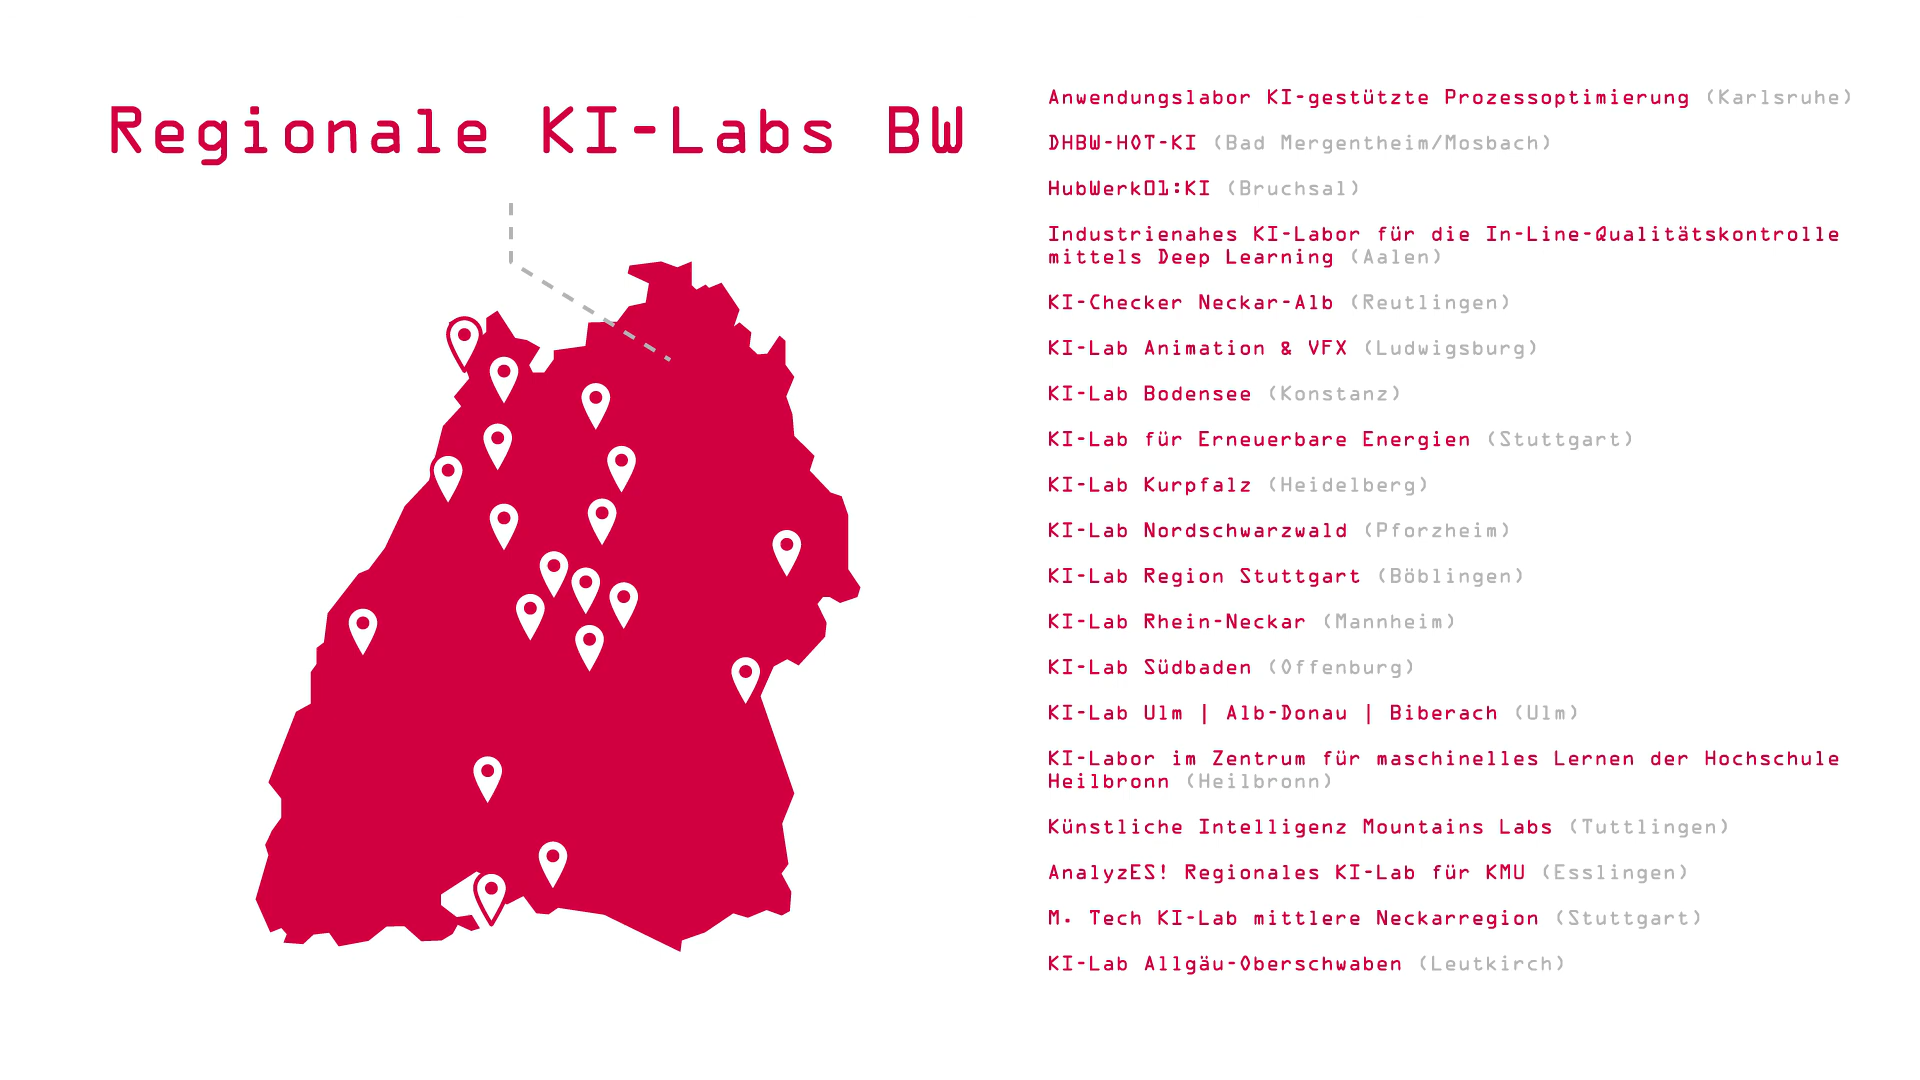 Regionale KI-Labs BW
Anwendungslabor KI-gestützte Prozessoptimierung (Karlsruhe)
DHBW-HOT-KI (Bad Mergentheim/Mosbach)
HubWerk01:KI (Bruchsal)
Industrienahes KI-Labor für die In-Line-Qualitätskontrolle
mittels Deep Learning (Aalen)
KI-Checker Neckar-Alb (Reutlingen)
KI-Lab Animation & VFX (Ludwigsburg)
KI-Lab Bodensee (Konstanz)
KI-Lab für Erneuerbare Energien (Stuttgart)
KI-Lab Kurpfalz (Heidelberg)
KI-Lab Nordschwarzwald (Pforzheim)
KI-Lab Region Stuttgart (Böblingen)
KI-Lab Rhein-Neckar (Mannheim)
KI-Lab Südbaden (Offenburg)
KI-Lab Ulm | Alb-Donau | Biberach (Ulm)
KI-Labor im Zentrum für maschinelles Lernen der Hochschule
Heilbronn (Heilbronn)
Künstliche Intelligenz Mountains Labs (Tuttlingen)
AnalyzES! Regionales KI-Lab für KMU (Esslingen)
M. Tech KI-Lab mittlere Neckarregion (Stuttgart)
KI-Lab Allgäu-Oberschwaben (Leutkirch)